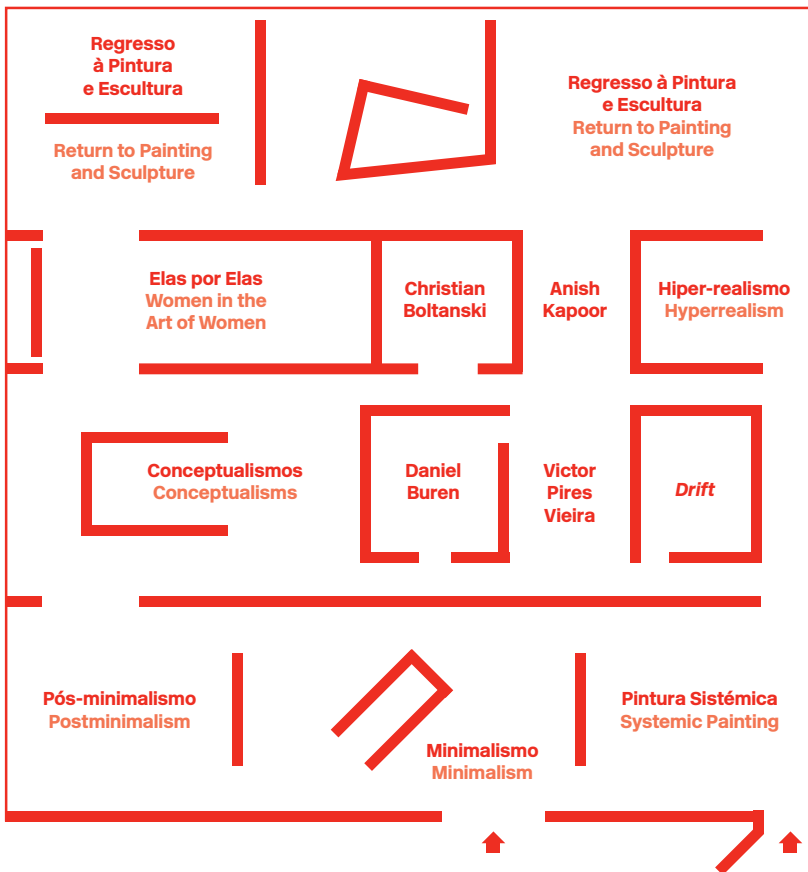 Regresso
à Pintura
e Escultura
Return to Painting
and Sculpture
Regresso à Pintura
e Escultura
Return to Painting
and Sculpture
Elas por Elas
Women in the
Art of Women
Christian
Boltanski
Anish
Kapoor
Hiper-realismo
Hyperrealism
Conceptualismos
Conceptualisms
Daniel
Buren
Victor
Pires
Vieira
Drift
Pós-minimalismo
Postminimalism
Minimalismo
Minimalism
Pintura Sistémica
Systemic Painting